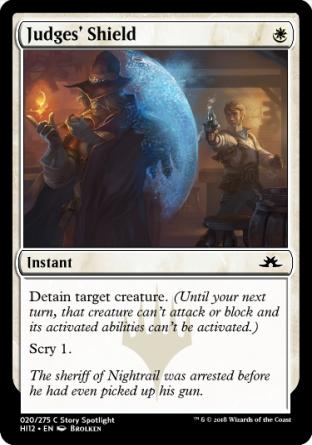 Judges' Shield
Instant
Detain target creature. (Until your next
turn, that creature can't attack or block and
its activated abilities can't be activated.)
Scry 1.
The sheriff of Nightrail was arrested before
he had even picked up his gun.
020/275 C Story Spotlight
HI12 • EN BROLKEN
™ & © 2018 Wizards of the Coast